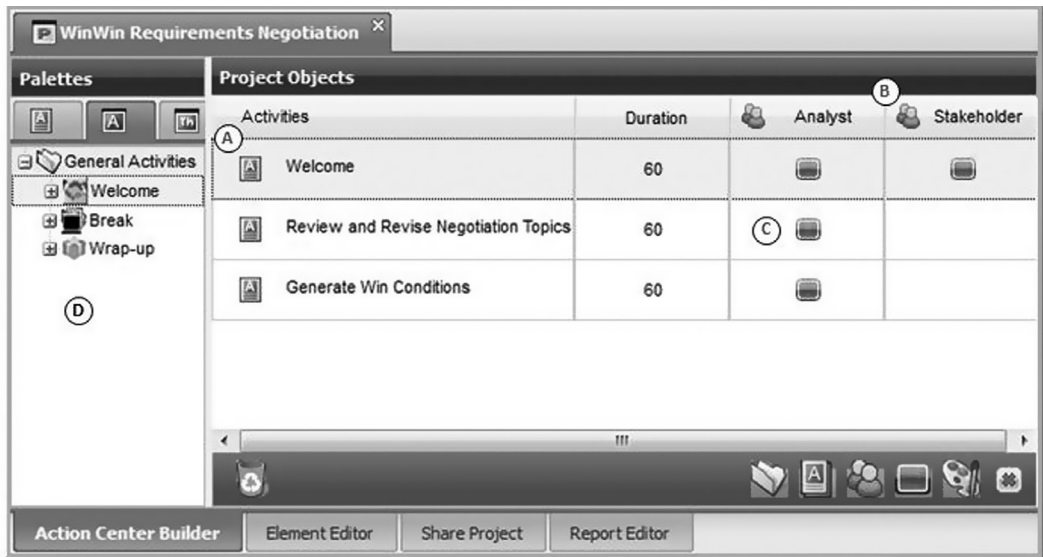 WinWin Requirements Negotiation
Palettes
Project Objects
B
Activities Duration Analyst Stakeholder
A
General Activities
Welcome
Break
Wrap-up
D
Welcome 60
Review and Revise Negotiation Topics 60
C
Generate Win Conditions 60
Action Center Builder
Element Editor
Share Project
Report Editor